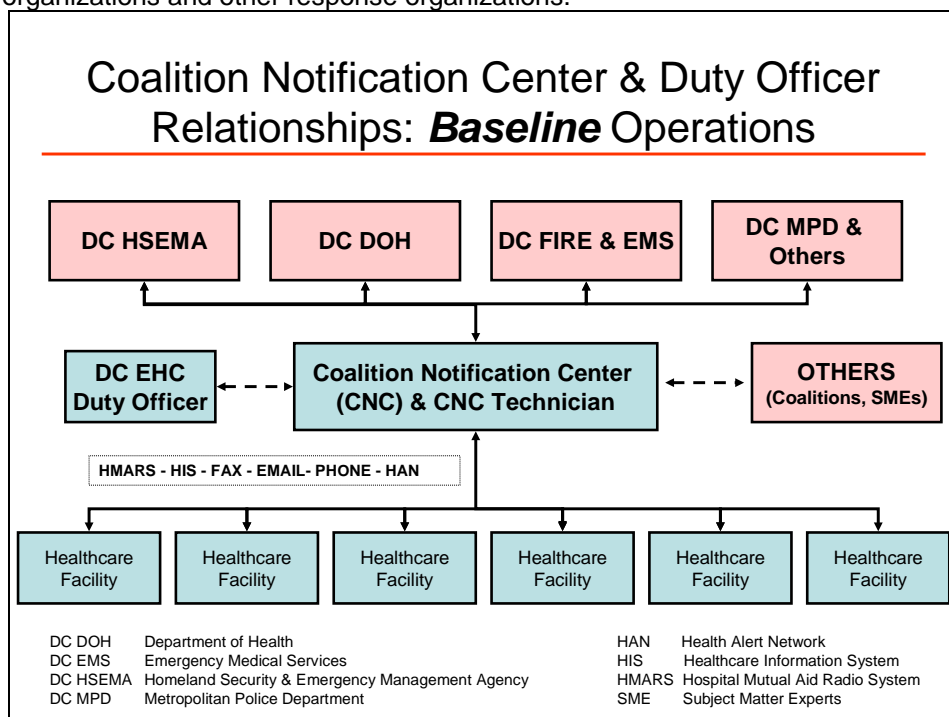 organizations and other response organizations.
Coalition Notification Center & Duty Officer
Relationships: Baseline Operations
DC HSEMA
DC DOH
DC FIRE & EMS
DC MPD &
Others
DC EHC
Duty Officer
Coalition Notification Center
(CNC) & CNC Technician
OTHERS
(Coalitions, SMEs)
HMARS - HIS - FAX - EMAIL- PHONE - HAN
Healthcare
Facility
Healthcare
Facility
Healthcare
Facility
Healthcare
Facility
Healthcare
Facility
Healthcare
Facility
DC DOH Department of Health
DC EMS Emergency Medical Services
DC HSEMA Homeland Security & Emergency Management Agency
DC MPD Metropolitan Police Department
HAN Health Alert Network
HIS Healthcare Information System
HMARS Hospital Mutual Aid Radio System
SME Subject Matter Experts